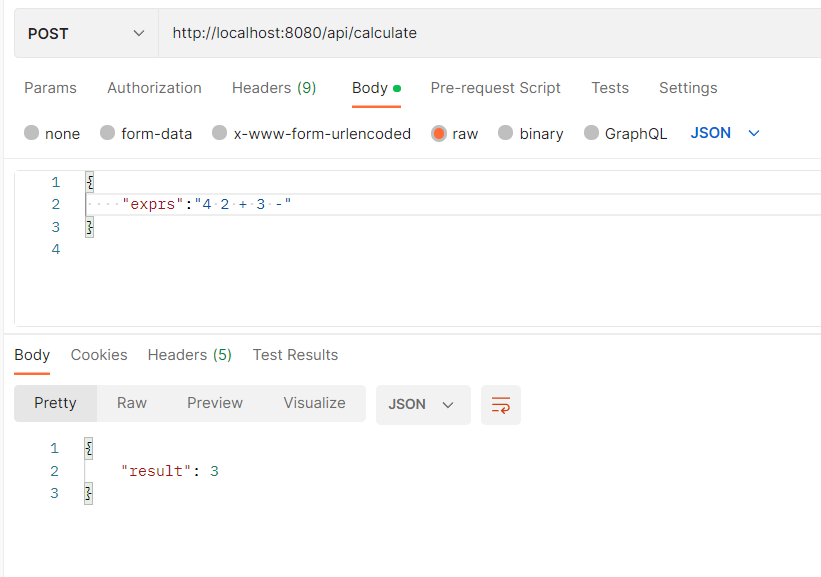 POST http://localhost:8080/api/calculate
Params Authorization Headers (9) Body Pre-request Script Tests Settings
none form-data x-www-form-urlencoded raw binary GraphQL JSON
1 {
2 "exprs":"4 2 + 3 -"
3 }
4
Body Cookies Headers (5) Test Results
Pretty Raw Preview Visualize JSON
1 {
2 "result": 3
3 }